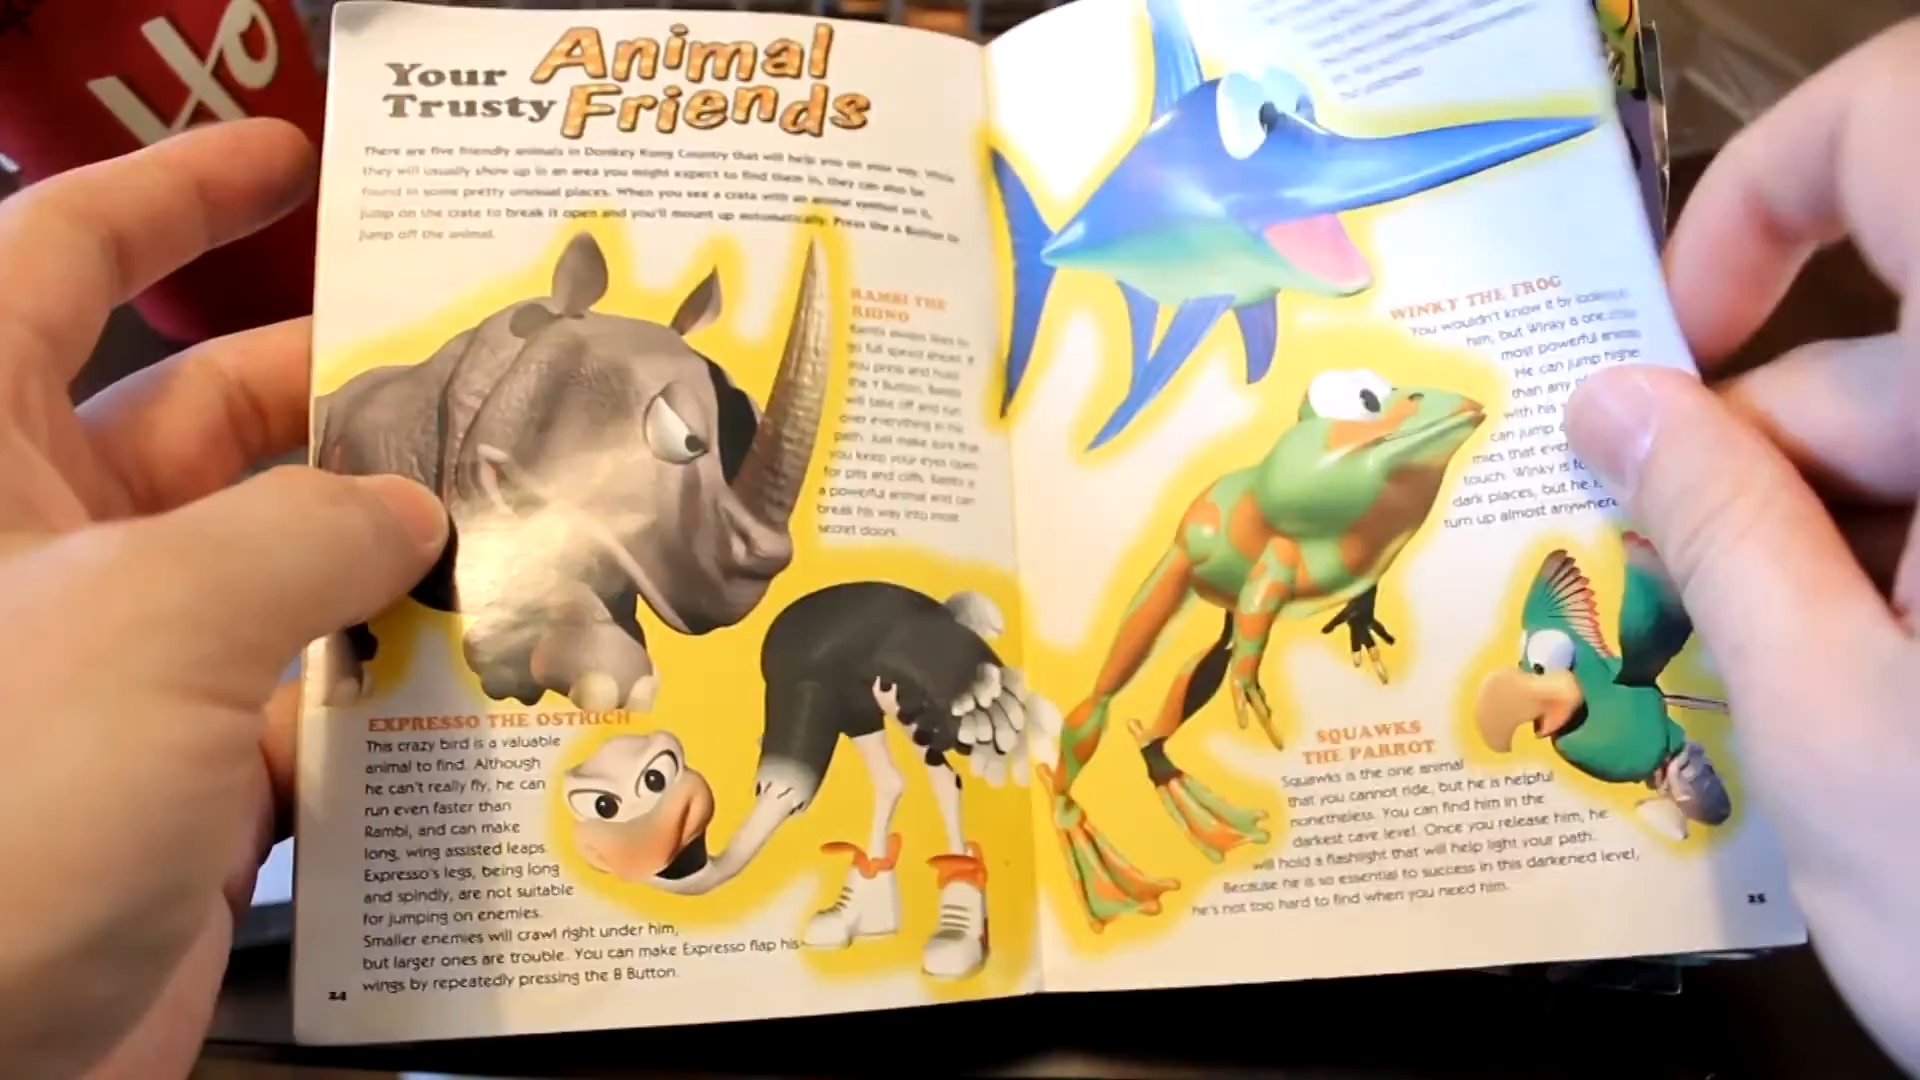 Ho
Your
Trusty
Animal
Friends
There are five friendly animals in Donkey Kong Country that will help you on your way. While
they will usually show up in an area you might expect to find them in, they can also be
found in some pretty unusual places. When you see a crate with an animal symbol on it,
jump on the crate to break it open and you'll mount up automatically. Press the A Button to
jump off the animal.
RAMBI THE
RHINO
Rambi always likes to
go full speed ahead. If
you press and hold
the Y Button, Rambi
will take off and run
over everything in his
path. Just make sure that
you keep your eyes open
for pits and cliffs. Rambi is
a powerful animal and can
break his way into most
secret doors.
EXPRESSO THE OSTRICH
This crazy bird is a valuable
animal to find. Although
he can't really fly, he can
run even faster than
Rambi, and can make
long, wing assisted leaps.
Expresso's legs, being long
and spindly, are not suitable
for jumping on enemies.
Smaller enemies will crawl right under him,
but larger ones are trouble. You can make Expresso flap his
wings by repeatedly pressing the B Button.
24
WINKY THE FROG
You wouldn't know it by
him, but Winky is one
most powerful
He can jump
than any
with his
can jump
mies that
touch. Winky is
dark places, but he
turn up almost anywhere
SQUAWKS
THE PARROT
Squawks is the one animal
that you cannot ride, but he is helpful
nonetheless. You can find him in the
darkest cave level. Once you release him, he
will hold a flashlight that will help light your path.
Because he is so essential to success in this darkened level,
he's not too hard to find when you need him.
25